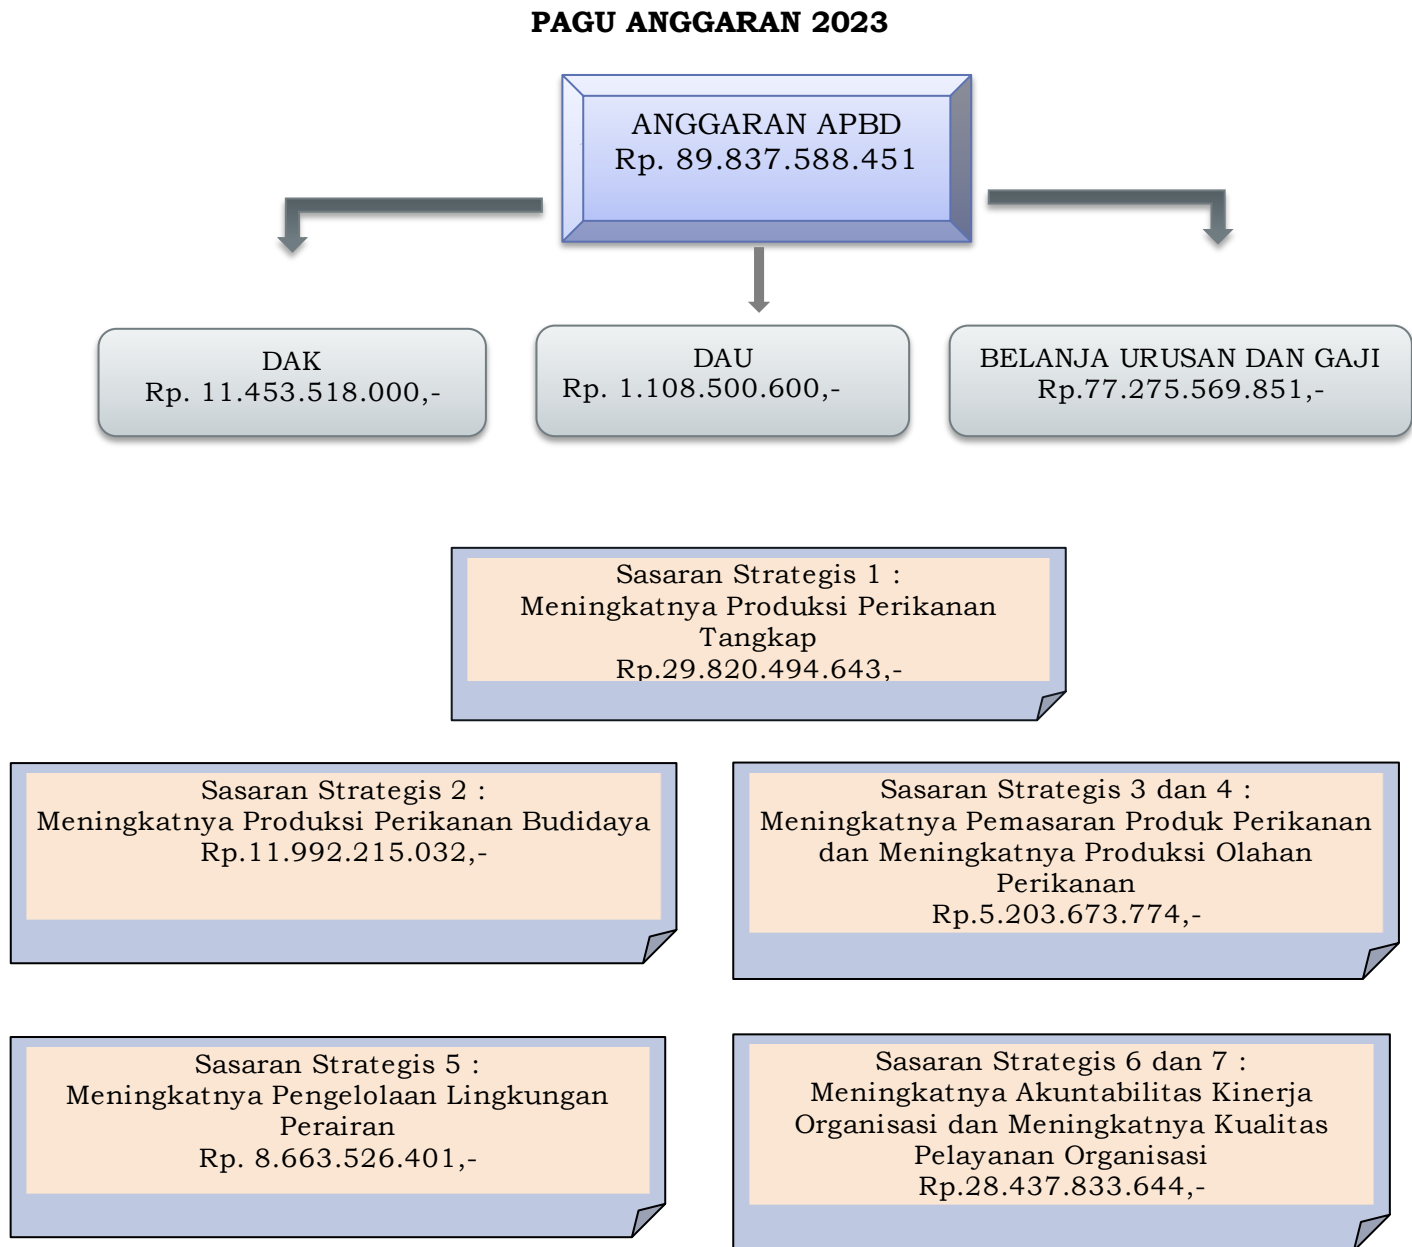 PAGU ANGGARAN 2023
ANGGARAN APBD
Rp. 89.837.588.451
DAK
Rp. 11.453.518.000,-
DAU
Rp. 1.108.500.600,-
BELANJA URUSAN DAN GAJI
Rp.77.275.569.851,-
Sasaran Strategis 1 :
Meningkatnya Produksi Perikanan
Tangkap
Rp.29.820.494.643,-
Sasaran Strategis 2 :
Meningkatnya Produksi Perikanan Budidaya
Rp.11.992.215.032,-
Sasaran Strategis 3 dan 4 :
Meningkatnya Pemasaran Produk Perikanan
dan Meningkatnya Produksi Olahan
Perikanan
Rp.5.203.673.774,-
Sasaran Strategis 5 :
Meningkatnya Pengelolaan Lingkungan
Perairan
Rp. 8.663.526.401,-
Sasaran Strategis 6 dan 7 :
Meningkatnya Akuntabilitas Kinerja
Organisasi dan Meningkatnya Kualitas
Pelayanan Organisasi
Rp.28.437.833.644,-